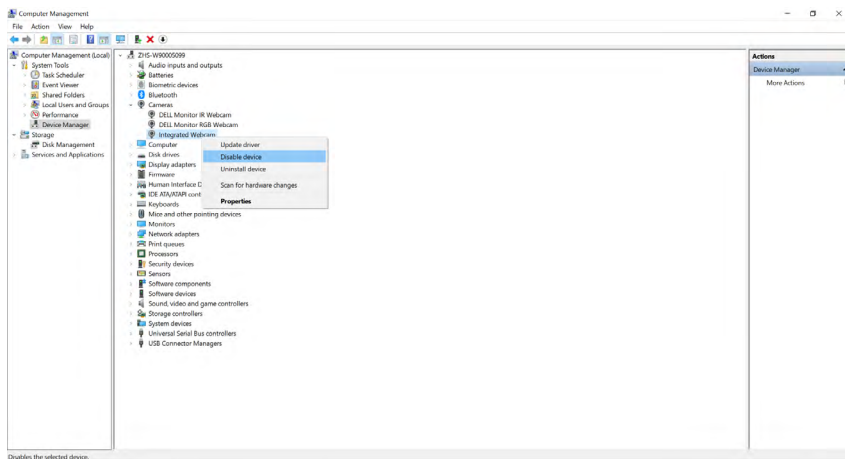 Computer Management
File Action View Help
Computer Management (Local)
System Tools
Task Scheduler
Event Viewer
Shared Folders
Local Users and Groups
Performance
Device Manager
Storage
Disk Management
Services and Applications
ZHS-W90005099
Audio inputs and outputs
Batteries
Biometric devices
Bluetooth
Cameras
DELL Monitor IR Webcam
DELL Monitor RGB Webcam
Integrated Webcam
Computer
Disk drives
Display adapters
Firmware
Human Interface D
IDE ATA/ATAPI cont
Keyboards
Mice and other pointing devices
Monitors
Network adapters
Print queues
Processors
Security devices
Sensors
Software components
Software devices
Sound, video and game controllers
Storage controllers
System devices
Universal Serial Bus controllers
USB Connector Managers
Update driver
Disable device
Uninstall device
Scan for hardware changes
Properties
Actions
Device Manager
More Actions
Disables the selected device.